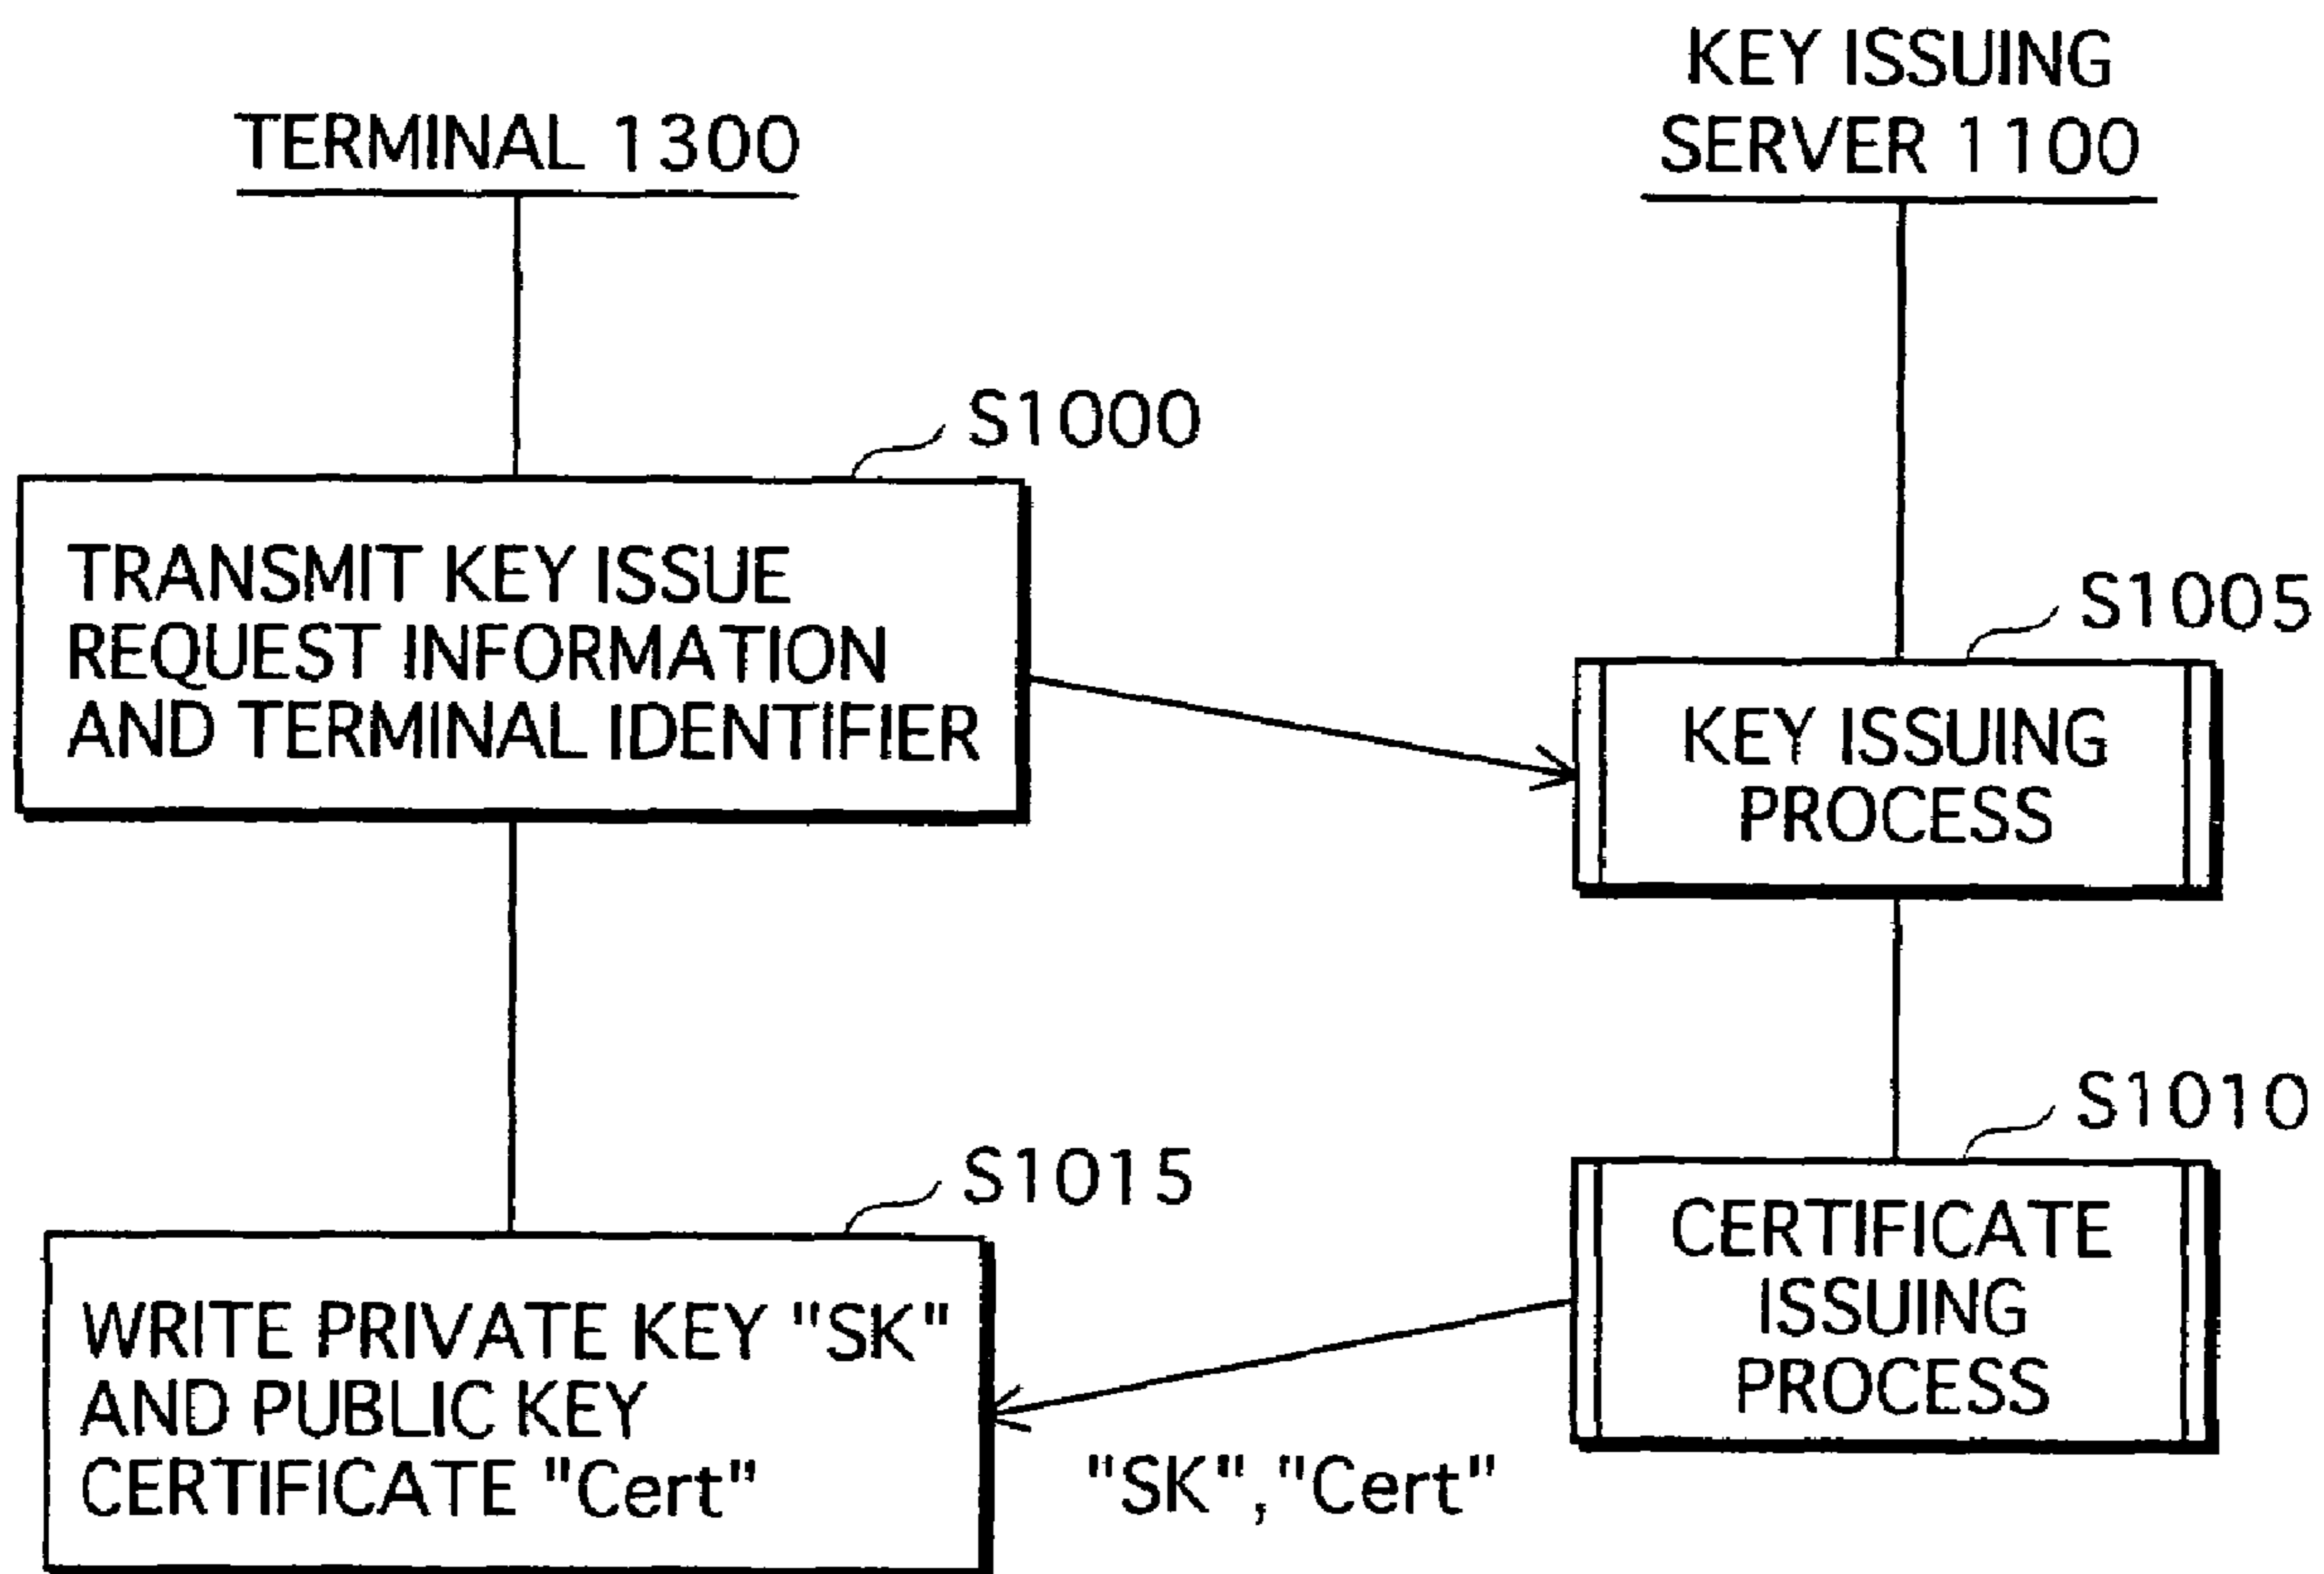 TERMINAL 1300
KEY ISSUING
SERVER 1100
S1000
TRANSMIT KEY ISSUE
REQUEST INFORMATION
AND TERMINAL IDENTIFIER
S1005
KEY ISSUING
PROCESS
S1010
CERTIFICATE
ISSUING
PROCESS
S1015
WRITE PRIVATE KEY "SK"
AND PUBLIC KEY
CERTIFICATE "Cert"
"SK", "Cert"